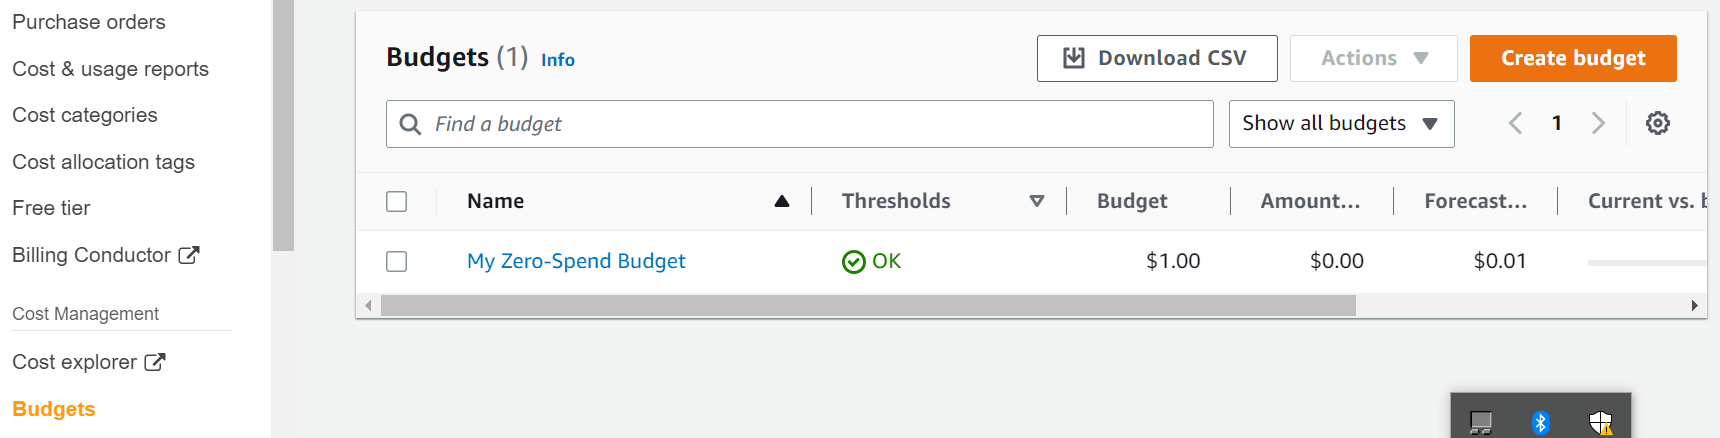 Purchase orders
Cost & usage reports
Cost categories
Cost allocation tags
Free tier
Billing Conductor
Cost Management
Cost explorer
Budgets
Budgets (1) Info
Download CSV
Actions
Create budget
Find a budget
Show all budgets
1
Name Thresholds Budget Amount... Forecast... Current vs.
My Zero-Spend Budget OK $1.00 $0.00 $0.01